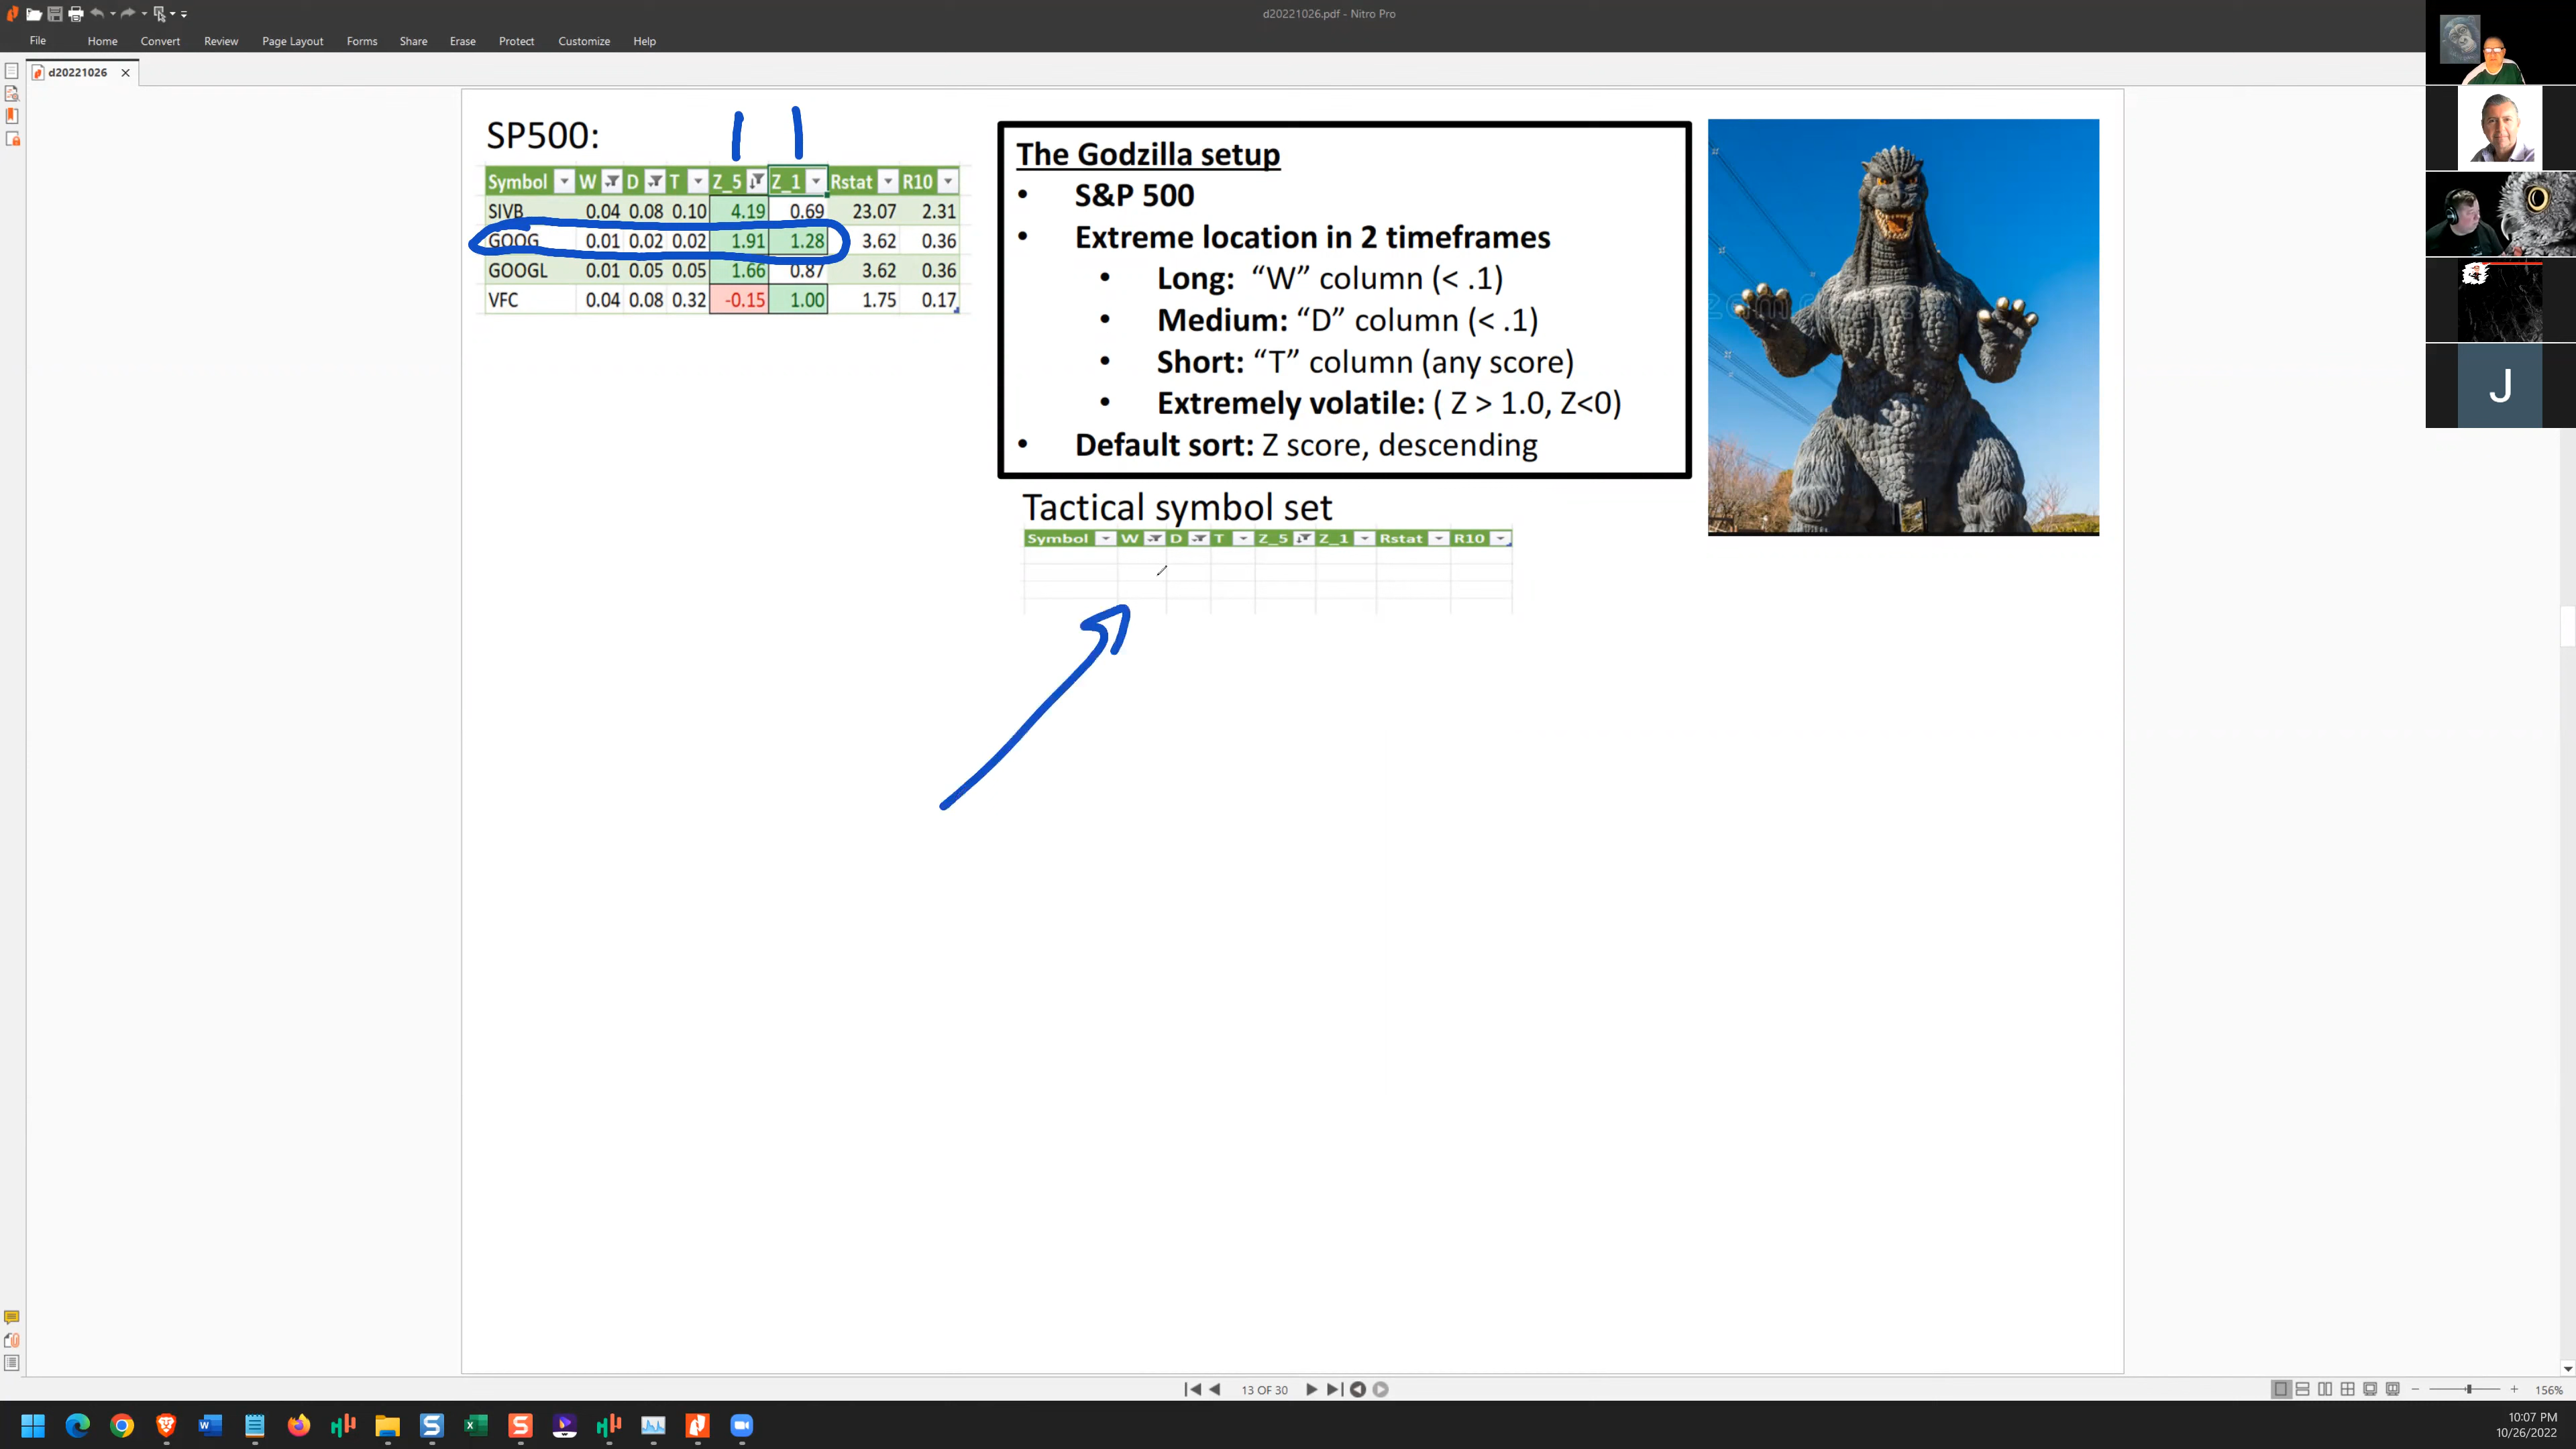 d20221026.pdf - Nitro Pro
File Home Convert Review Page Layout Forms Share Erase Protect Customize Help
d20221026
SP500:
Symbol W D T Z_5 Z_1 Rstat R10
SIVB 0.04 0.08 0.10 4.19 0.69 23.07 2.31
GOOG 0.01 0.02 0.02 1.91 1.28 3.62 0.36
GOOGL 0.01 0.05 0.05 1.66 0.87 3.62 0.36
VFC 0.04 0.08 0.32 -0.15 1.00 1.75 0.17
The Godzilla setup
• S&P 500
• Extreme location in 2 timeframes
• Long: “W” column (< .1)
• Medium: “D” column (< .1)
• Short: “T” column (any score)
• Extremely volatile: ( Z > 1.0, Z<0)
• Default sort: Z score, descending
Tactical symbol set
Symbol W D T Z_5 Z_1 Rstat R10
J
13 OF 30
156%
10:07 PM
10/26/2022